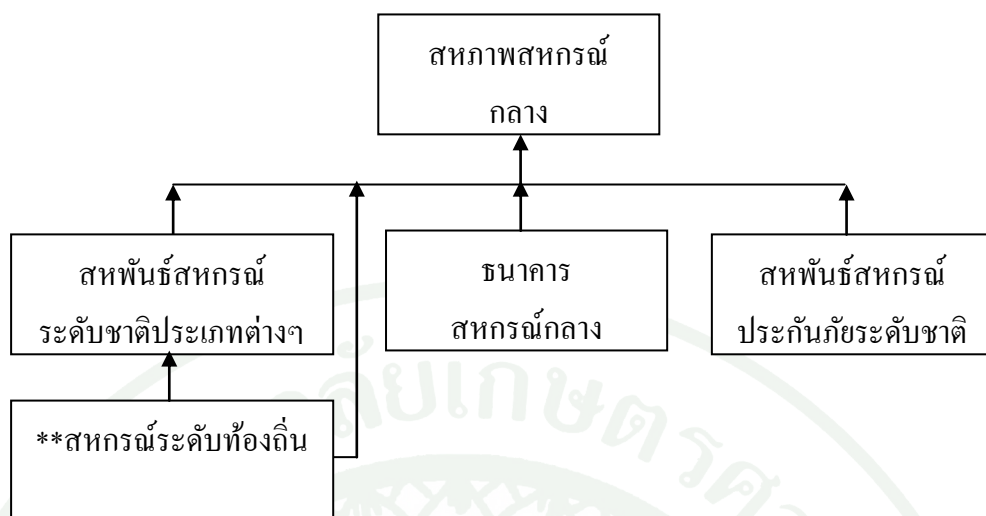 สหภาพสหกรณ์
กลาง
สหพันธ์สหกรณ์
ระดับชาติประเภทต่างๆ
ธนาคาร
สหกรณ์กลาง
สหพันธ์สหกรณ์
ประกันภัยระดับชาติ
**สหกรณ์ระดับท้องถิ่น